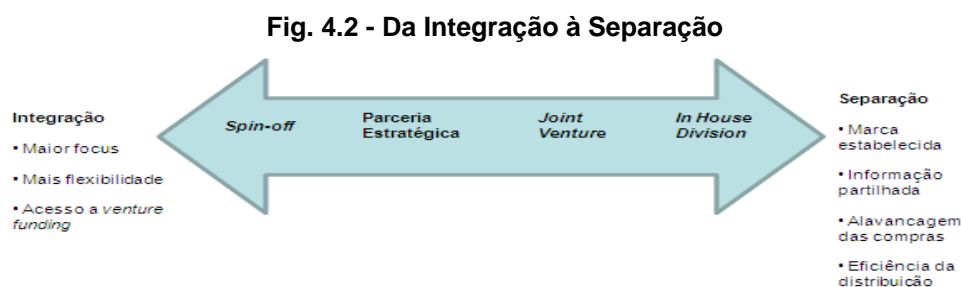 Fig. 4.2 - Da Integração à Separação
Integração
• Maior focus
• Mais flexibilidade
• Acesso a venture
funding
Spin-off
Parceria
Estratégica
Joint
Venture
In House
Division
Separação
• Marca
estabelecida
• Informação
partilhada
• Alavancagem
das compras
• Eficiência da
distribuicão